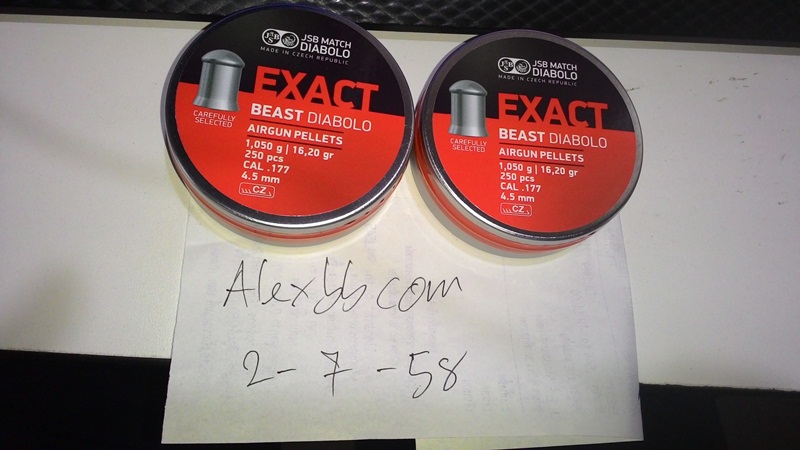 JSB MATCH
DIABOLO
MADE IN CZECH REPUBLIC
EXACT
BEAST DIABOLO
CAREFULLY
SELECTED
AIRGUN PELLETS
1,050 g | 16,20 gr
250 pcs
CAL .177
4.5 mm
CZ
JSB MATCH
DIABOLO
MADE IN CZECH REPUBLIC
EXACT
BEAST DIABOLO
CAREFULLY
SELECTED
AIRGUN PELLETS
1,050 g | 16,20 gr
250 pcs
CAL .177
4.5 mm
CZ
Alexbbcom
2-7-58